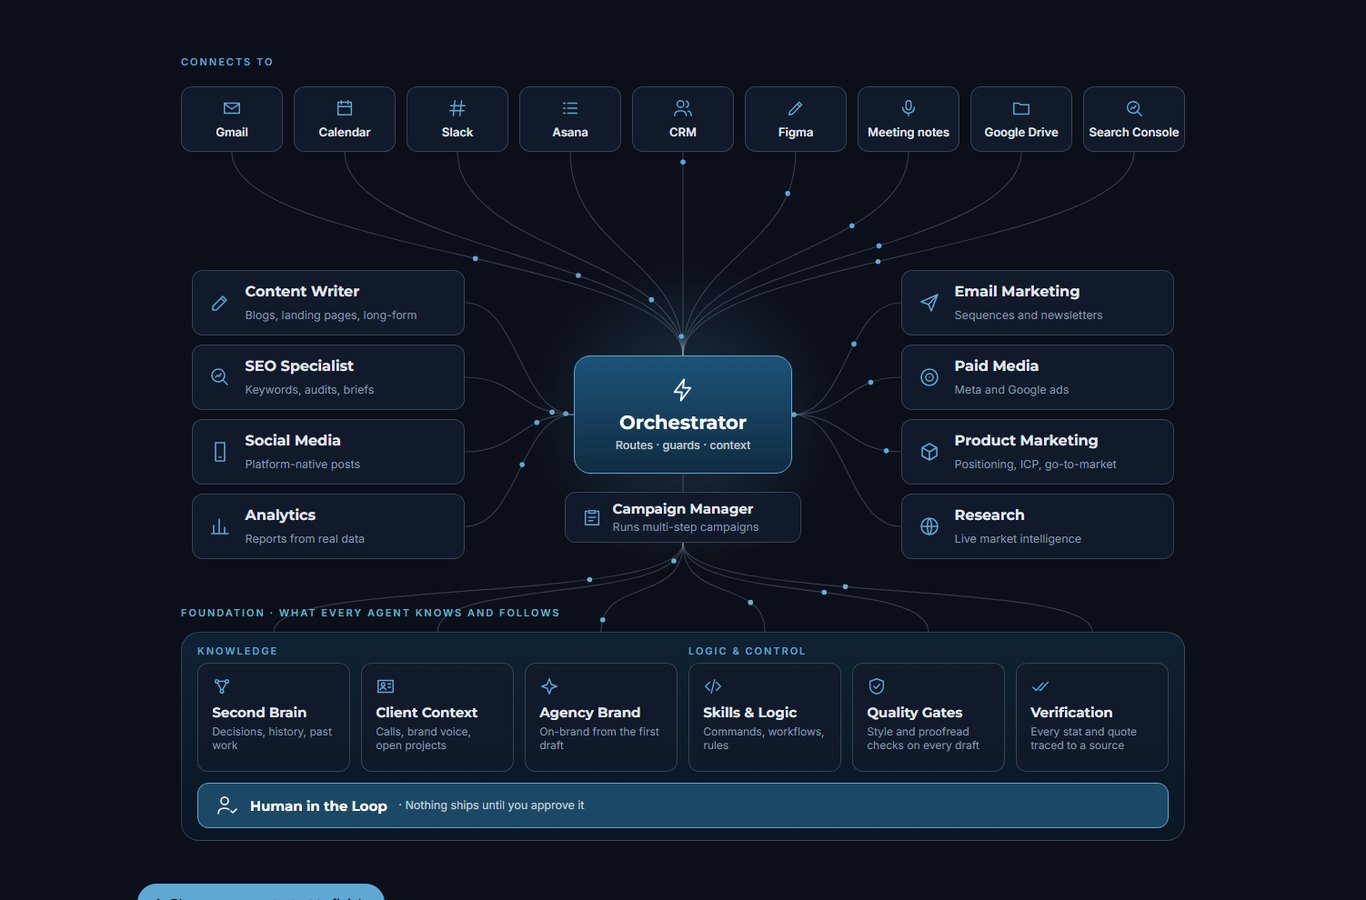 CONNECTS TO
Gmail
Calendar
Slack
Asana
CRM
Figma
Meeting notes
Google Drive
Search Console
Content Writer
Blogs, landing pages, long-form
SEO Specialist
Keywords, audits, briefs
Social Media
Platform-native posts
Analytics
Reports from real data
Orchestrator
Routes · guards · context
Campaign Manager
Runs multi-step campaigns
Email Marketing
Sequences and newsletters
Paid Media
Meta and Google ads
Product Marketing
Positioning, ICP, go-to-market
Research
Live market intelligence
FOUNDATION · WHAT EVERY AGENT KNOWS AND FOLLOWS
KNOWLEDGE
Second Brain
Decisions, history, past
work
Client Context
Calls, brand voice,
open projects
Agency Brand
On-brand from the first
draft
LOGIC & CONTROL
Skills & Logic
Commands, workflows,
rules
Quality Gates
Style and proofread
checks on every draft
Verification
Every stat and quote
traced to a source
Human in the Loop · Nothing ships until you approve it